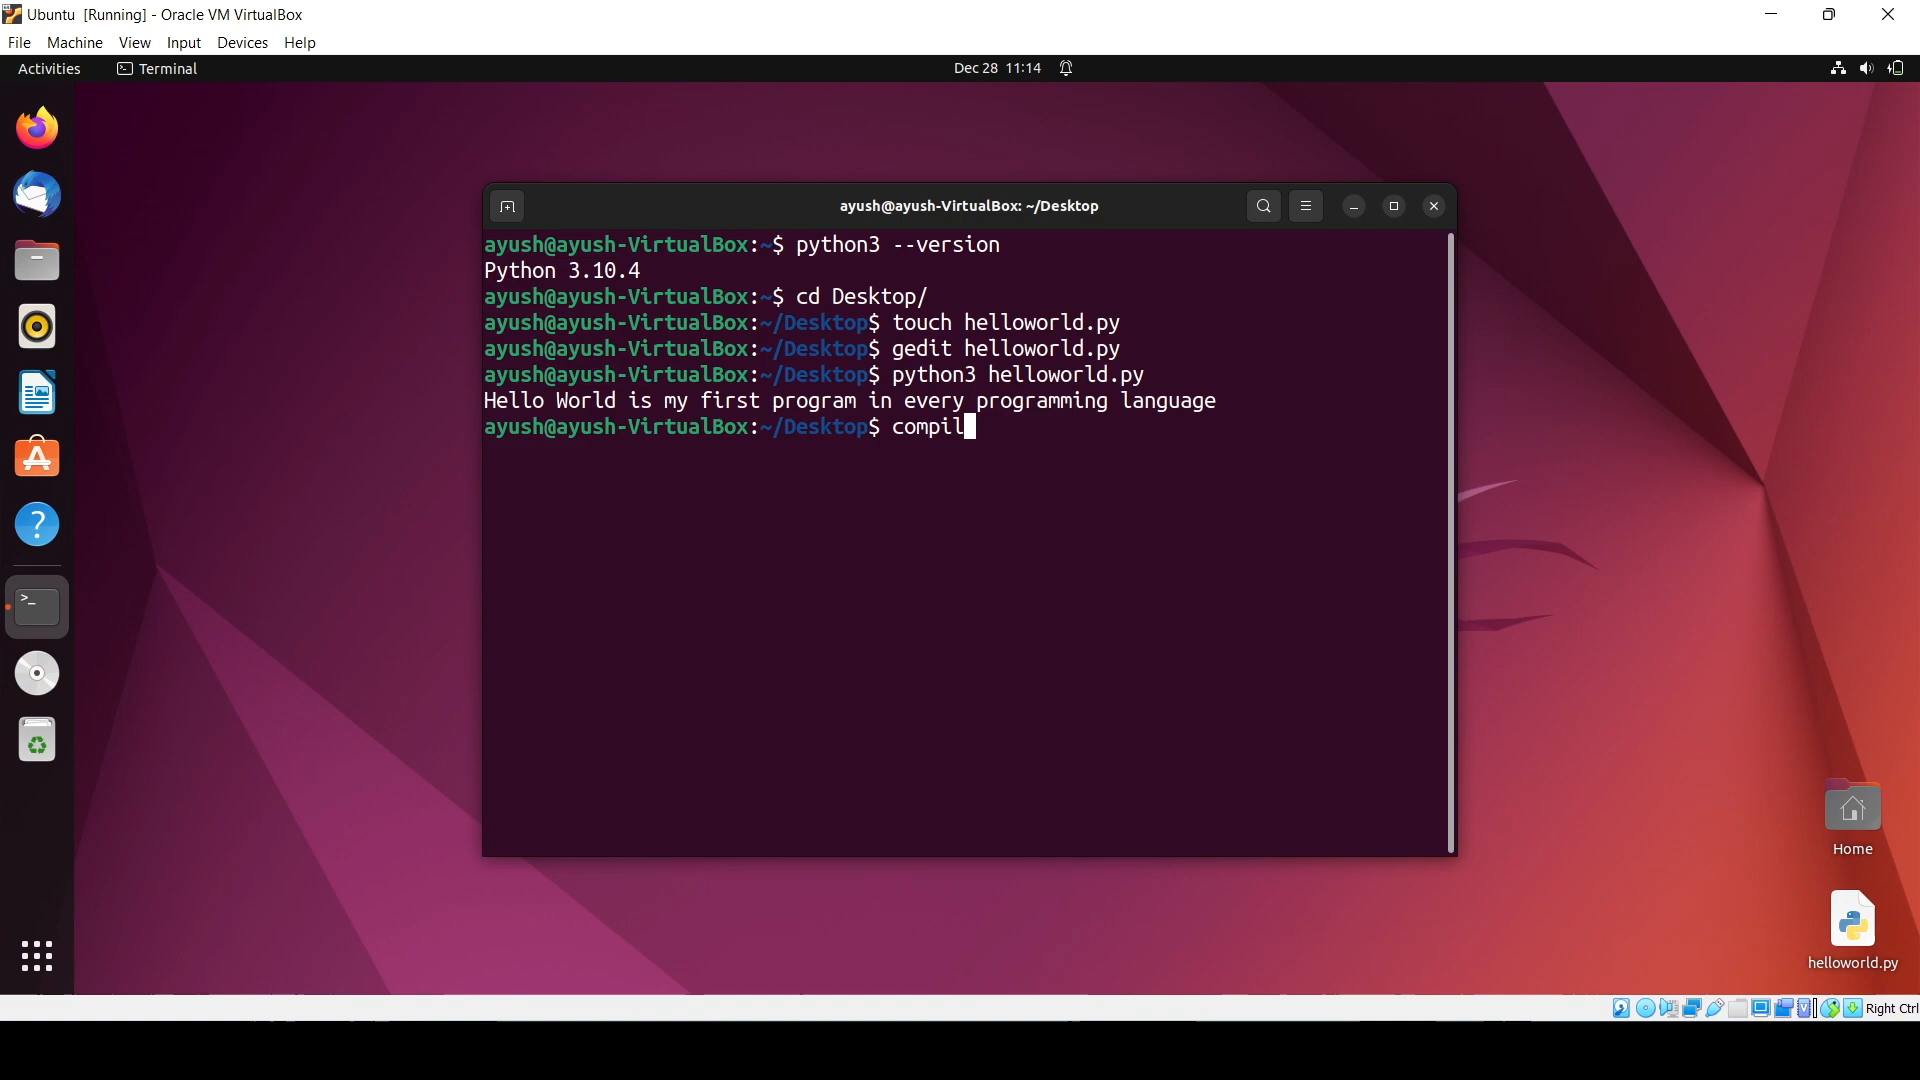 Ubuntu [Running] - Oracle VM VirtualBox
File Machine View Input Devices Help
Activities Terminal Dec 28 11:14
ayush@ayush-VirtualBox: ~/Desktop
ayush@ayush-VirtualBox:~$ python3 --version
Python 3.10.4
ayush@ayush-VirtualBox:~$ cd Desktop/
ayush@ayush-VirtualBox:~/Desktop$ touch helloworld.py
ayush@ayush-VirtualBox:~/Desktop$ gedit helloworld.py
ayush@ayush-VirtualBox:~/Desktop$ python3 helloworld.py
Hello World is my first program in every programming language
ayush@ayush-VirtualBox:~/Desktop$ compil
Home
helloworld.py
Right Ctrl